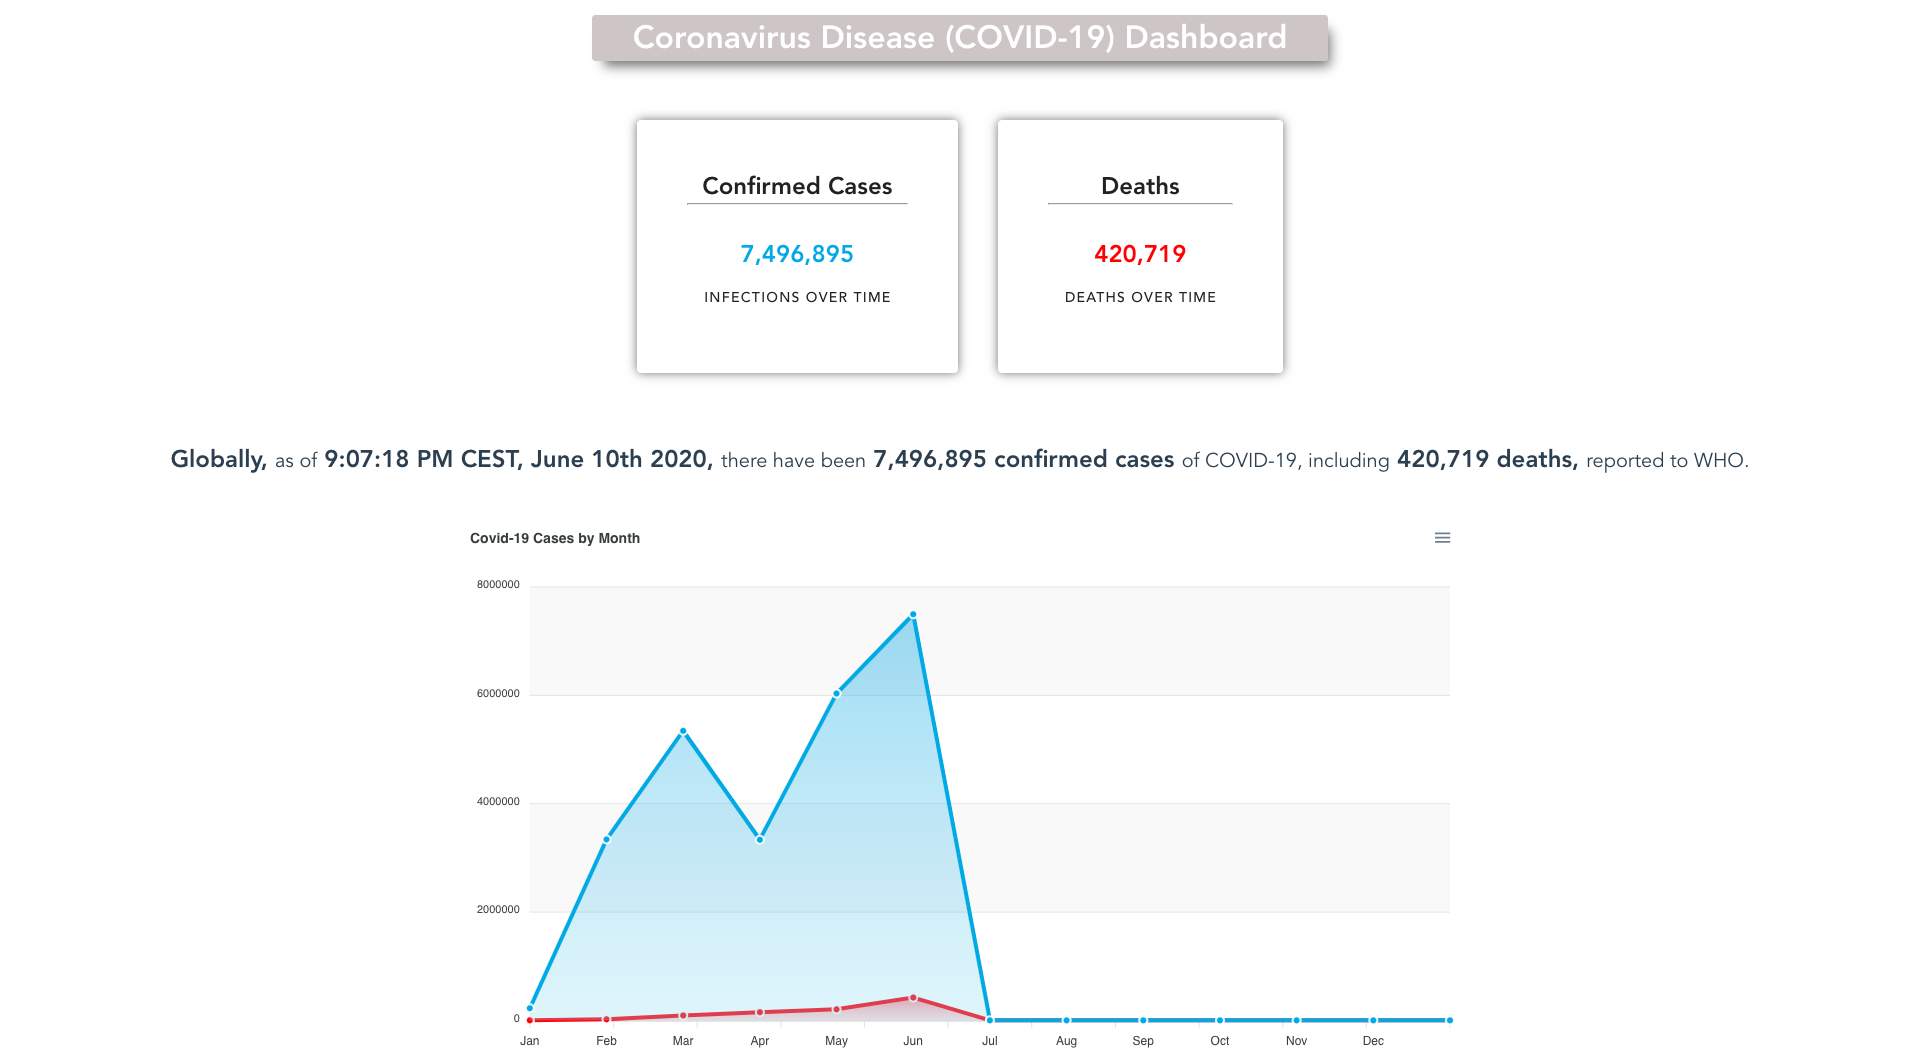 Coronavirus Disease (COVID-19) Dashboard
Confirmed Cases
7,496,895
INFECTIONS OVER TIME
Deaths
420,719
DEATHS OVER TIME
Globally, as of 9:07:18 PM CEST, June 10th 2020, there have been 7,496,895 confirmed cases of COVID-19, including 420,719 deaths, reported to WHO.
Covid-19 Cases by Month
8000000
6000000
4000000
2000000
0
Jan Feb Mar Apr May Jun Jul Aug Sep Oct Nov Dec